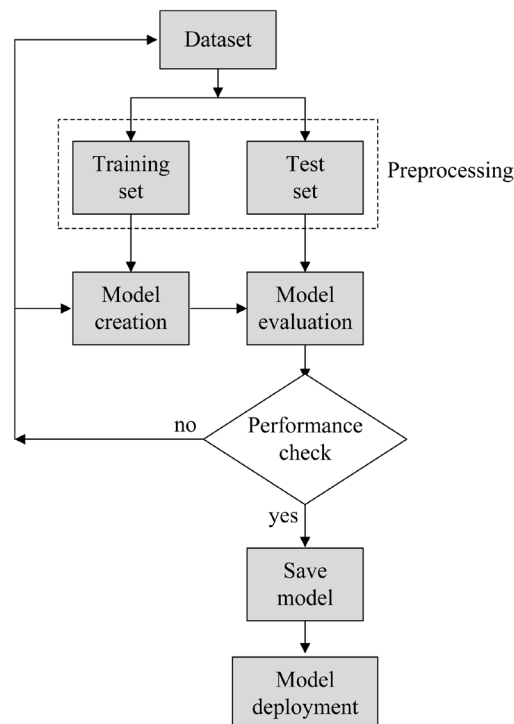 Dataset
Training
set
Test
set
Preprocessing
Model
creation
Model
evaluation
no
Performance
check
yes
Save
model
Model
deployment